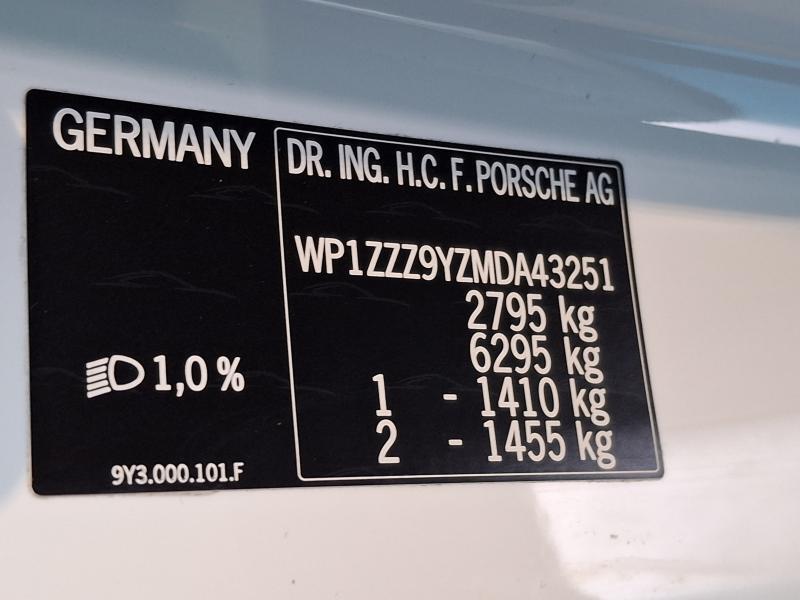 GERMANY
DR. ING. H.C. F. PORSCHE AG
WP1ZZZ9YZMDA43251
2795 kg
6295 kg
1 - 1410 kg
2 - 1455 kg
1,0 %
9Y3.000.101.F